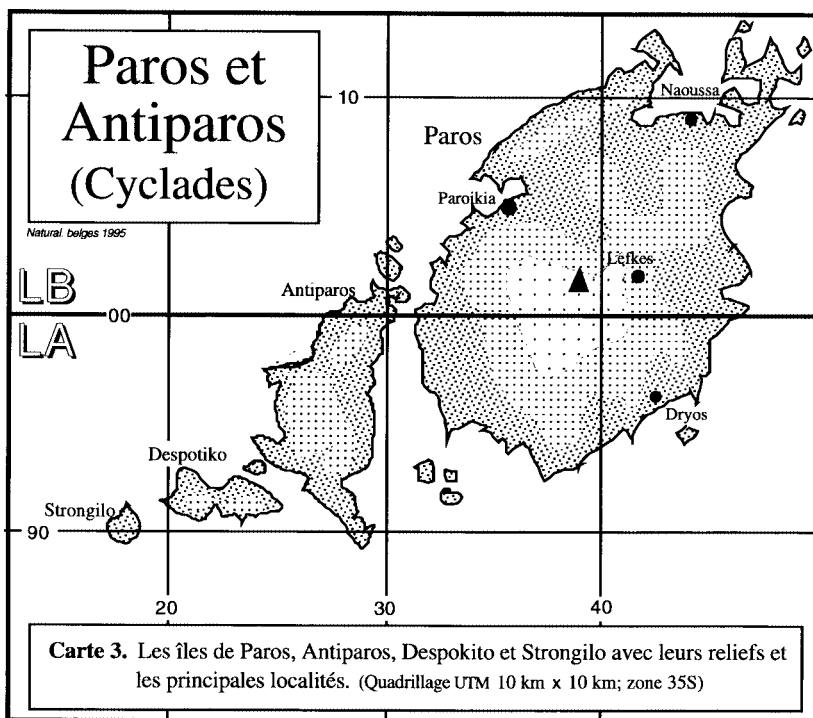 Paros et
Antiparos
(Cyclades)
Natural. belges 1995
10
Naoussa
Paros
Paroikia
Lefkes
LB
Antiparos
00
LA
Dryos
Despotiko
Strongilo
90
20
30
40
Carte 3. Les îles de Paros, Antiparos, Despokito et Strongilo avec leurs reliefs et
les principales localités. (Quadrillage UTM 10 km x 10 km; zone 35S)